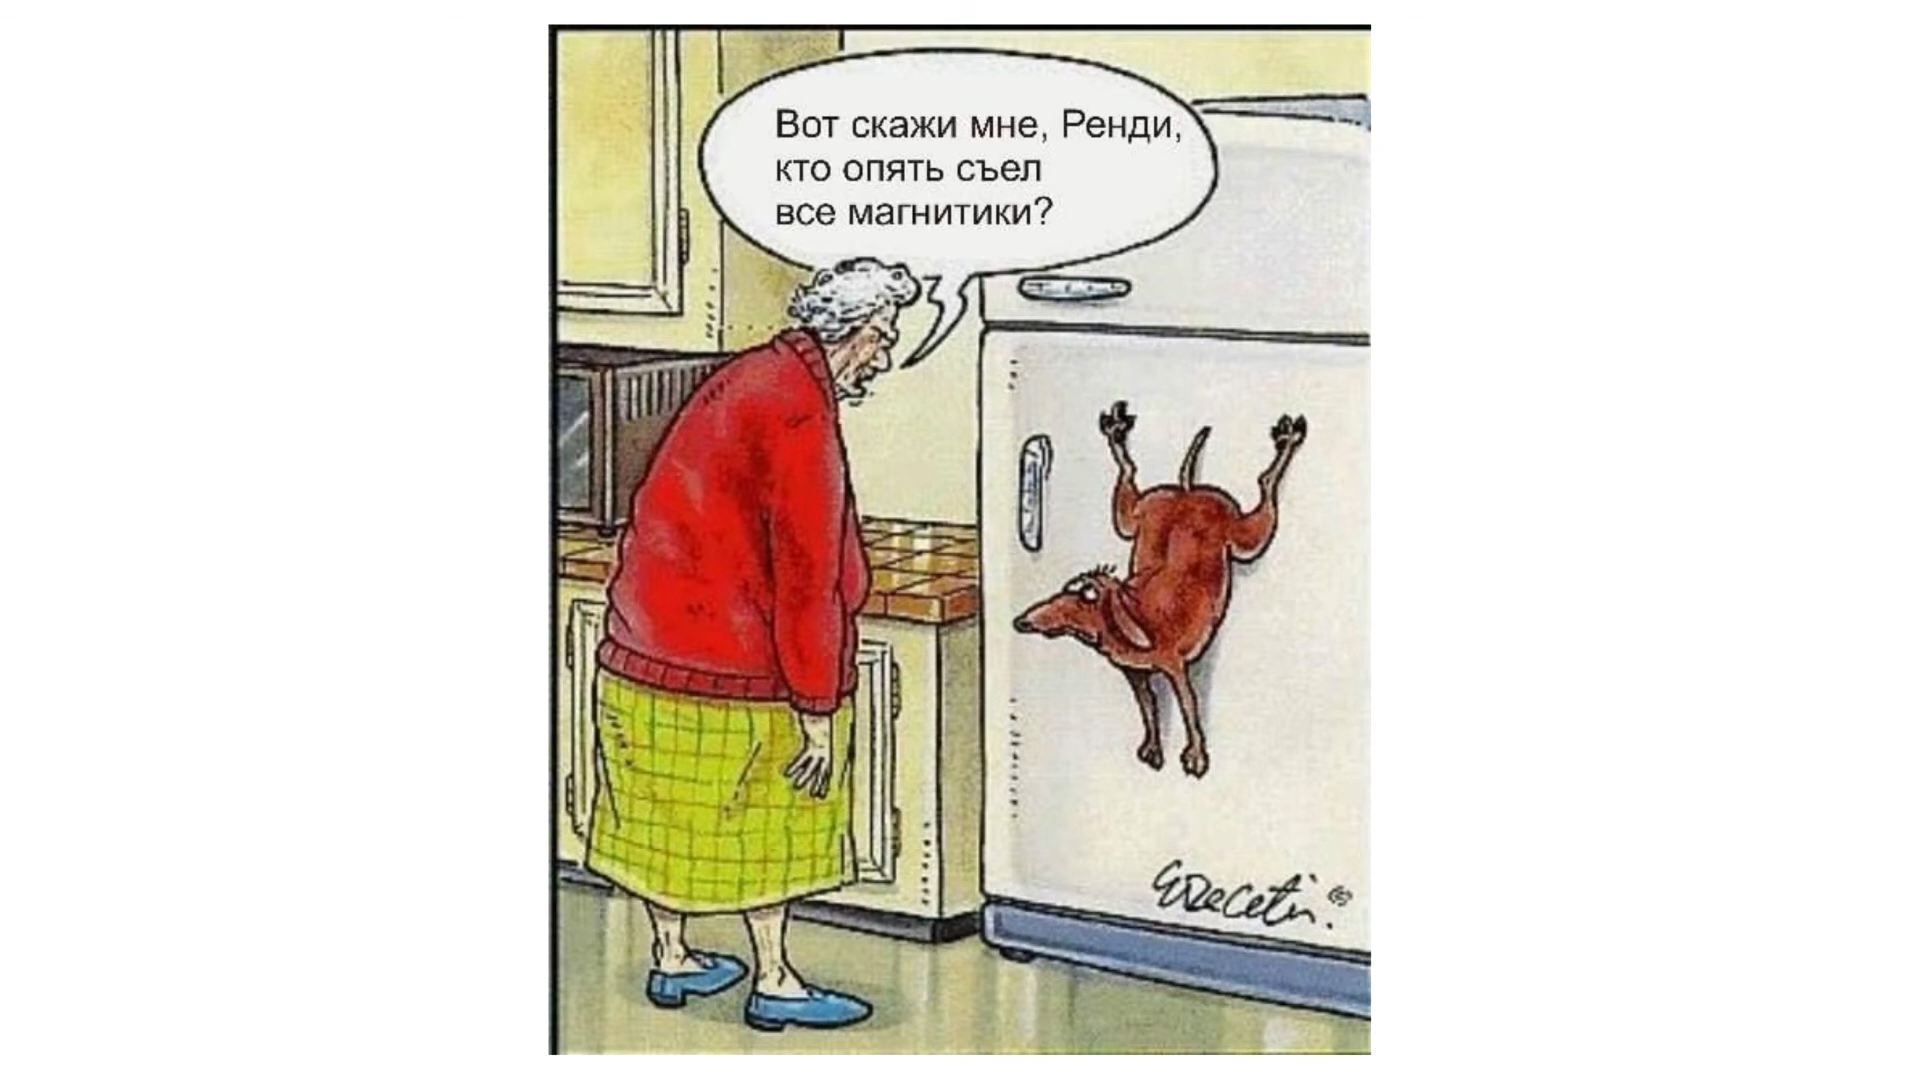 Вот скажи мне, Ренди,
кто опять съел
все магнитики?